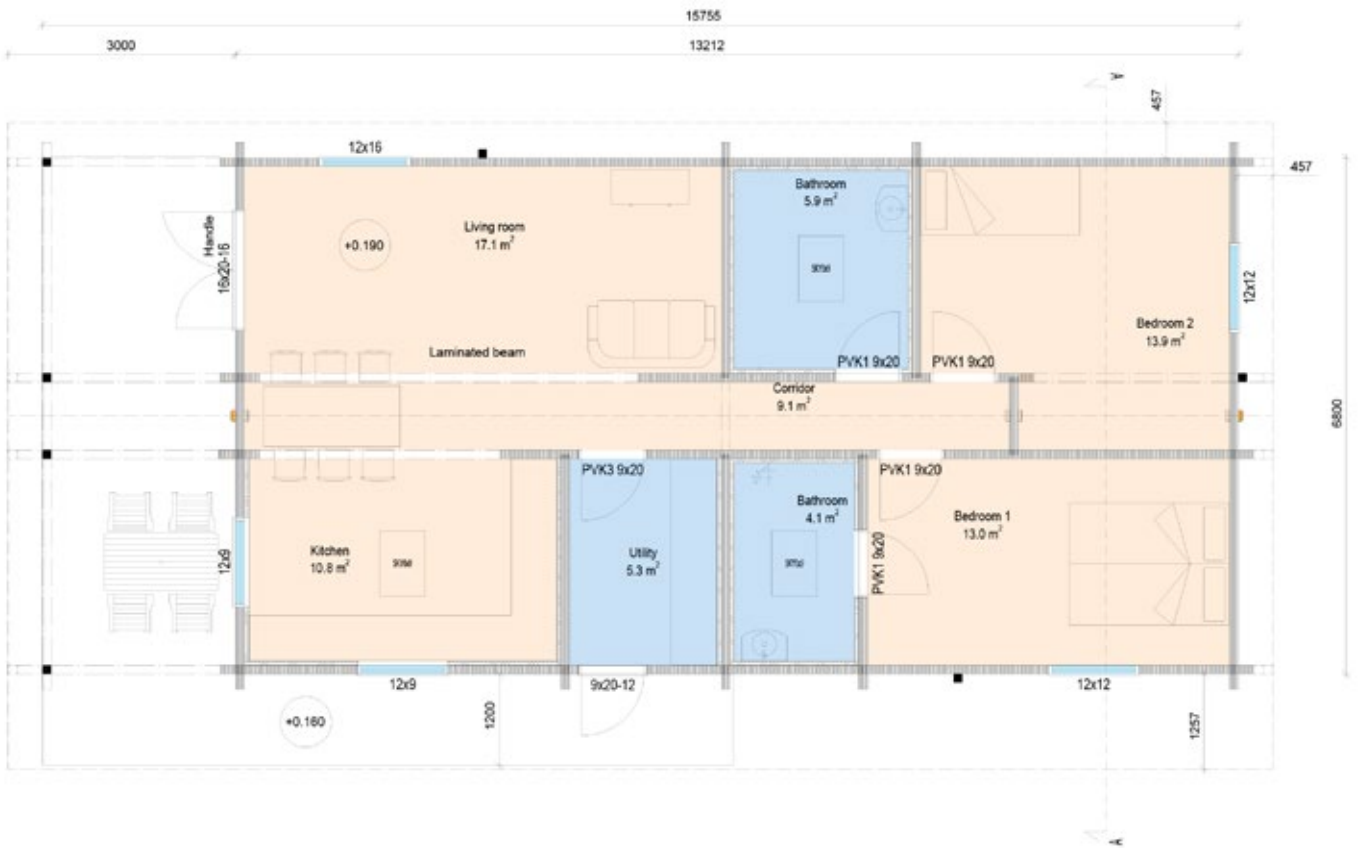 15755
3000
13212
A
457
12x16
457
Bathroom
5.9 m²
Living room
17.1 m²
Handle
16x20-16
+0.190
12x12
Bedroom 2
13.9 m²
Laminated beam
PVK1 9x20
PVK1 9x20
Corridor
9.1 m²
6800
PVK3 9x20
PVK1 9x20
Bathroom
4.1 m²
Bedroom 1
13.0 m²
Kitchen
10.8 m²
Utility
5.3 m²
12x9
PVK1 9x20
12x9
9x20-12
12x12
+0.160
1200
1257
A